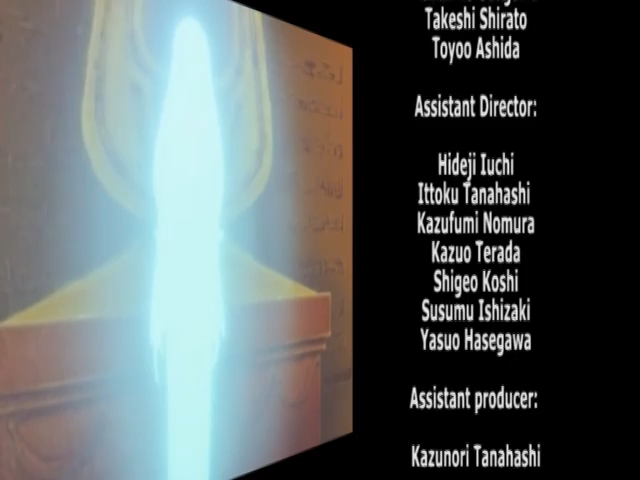 Takeshi Shirato
Toyoo Ashida
Assistant Director:
Hideji Iuchi
Ittoku Tanahashi
Kazufumi Nomura
Kazuo Terada
Shigeo Koshi
Susumu Ishizaki
Yasuo Hasegawa
Assistant producer:
Kazunori Tanahashi